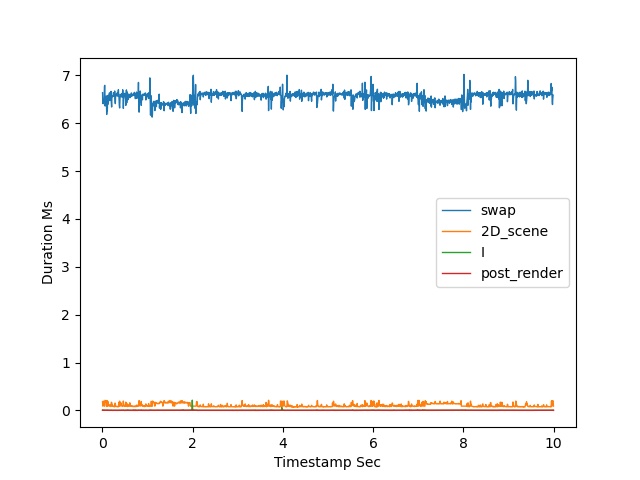 7
6
5
4
3
2
1
0
Duration Ms
swap
2D_scene
I
post_render
0 2 4 6 8 10
Timestamp Sec